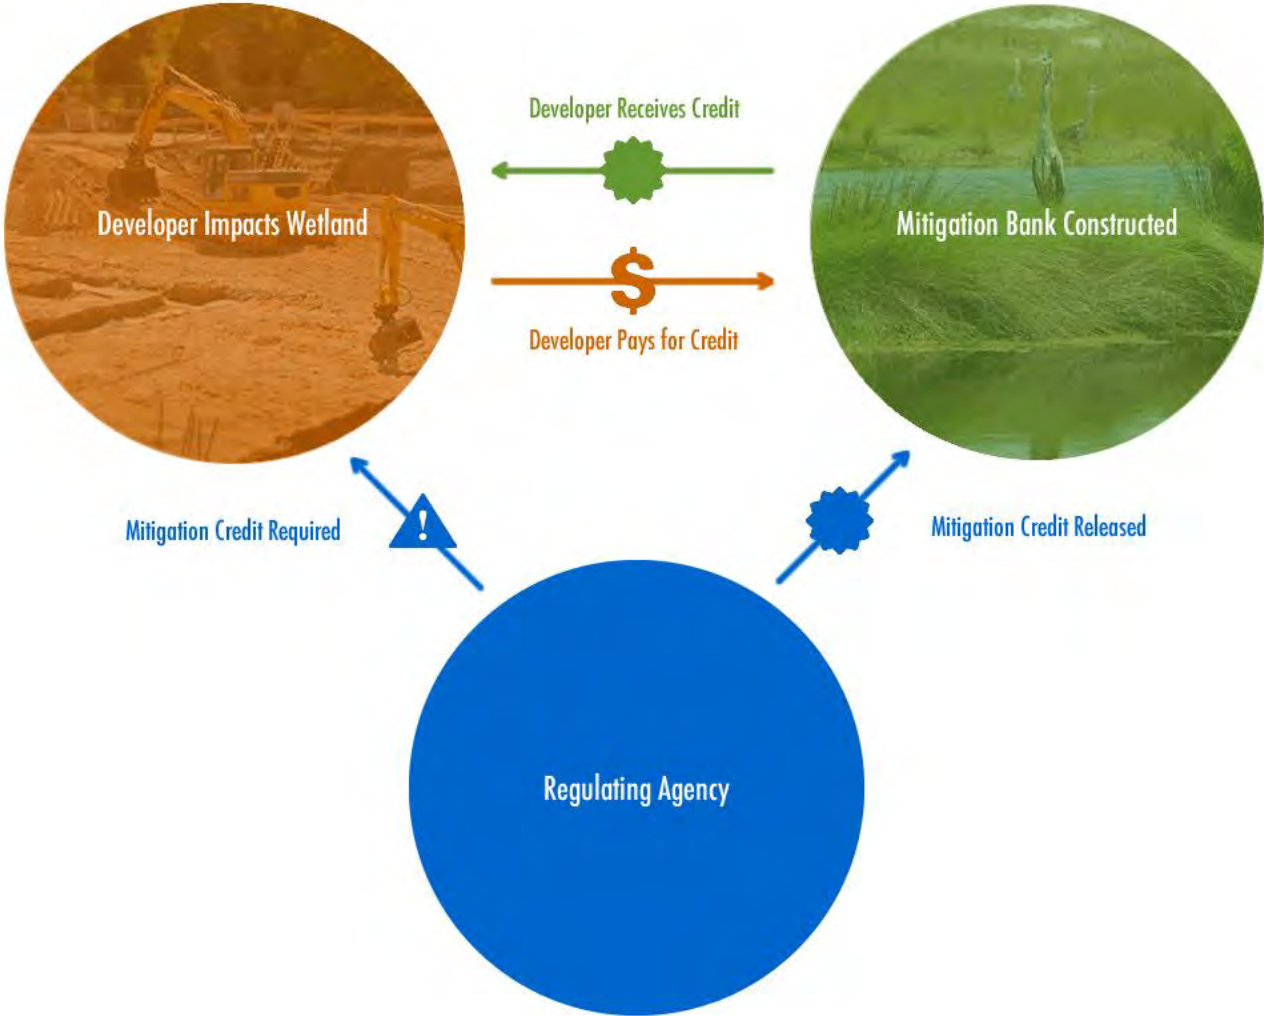 Developer Receives Credit
Developer Impacts Wetland
Mitigation Bank Constructed
$
Developer Pays for Credit
Mitigation Credit Required
!
Mitigation Credit Released
Regulating Agency